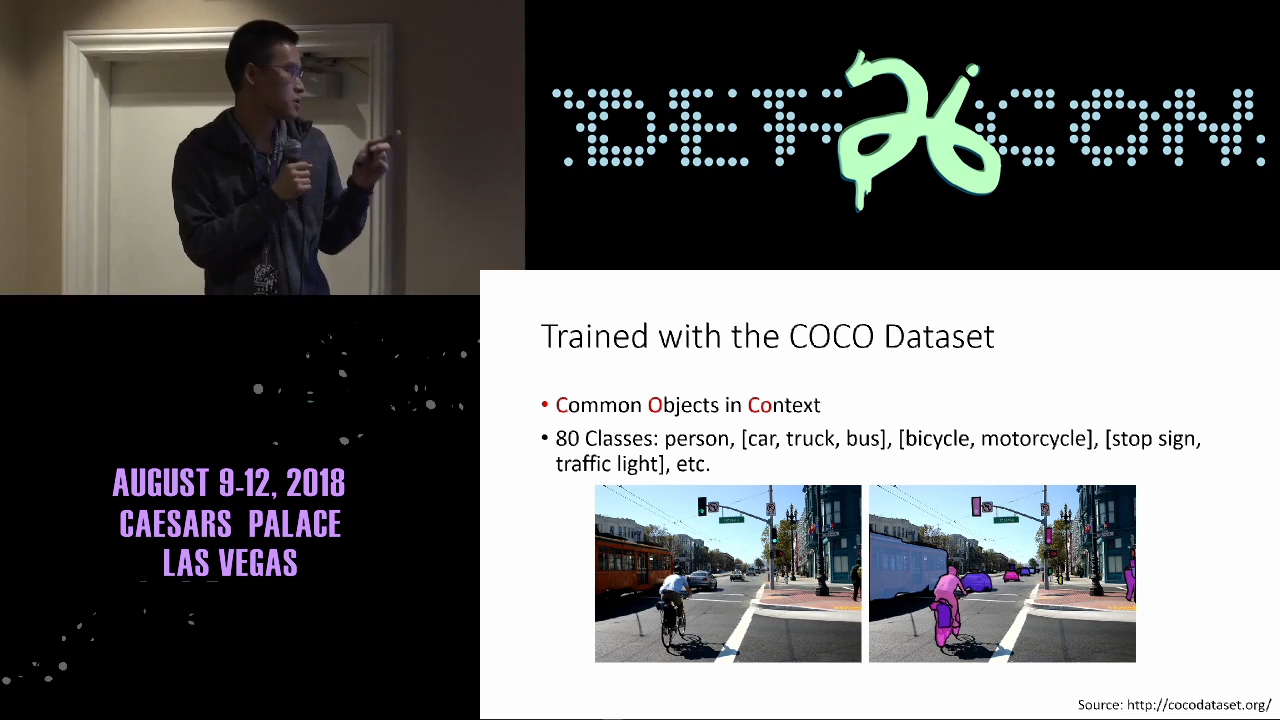 DEF CON
26
Trained with the COCO Dataset
• Common Objects in Context
• 80 Classes: person, [car, truck, bus], [bicycle, motorcycle], [stop sign,
traffic light], etc.
AUGUST 9-12, 2018
CAESARS PALACE
LAS VEGAS
Source: http://cocodataset.org/